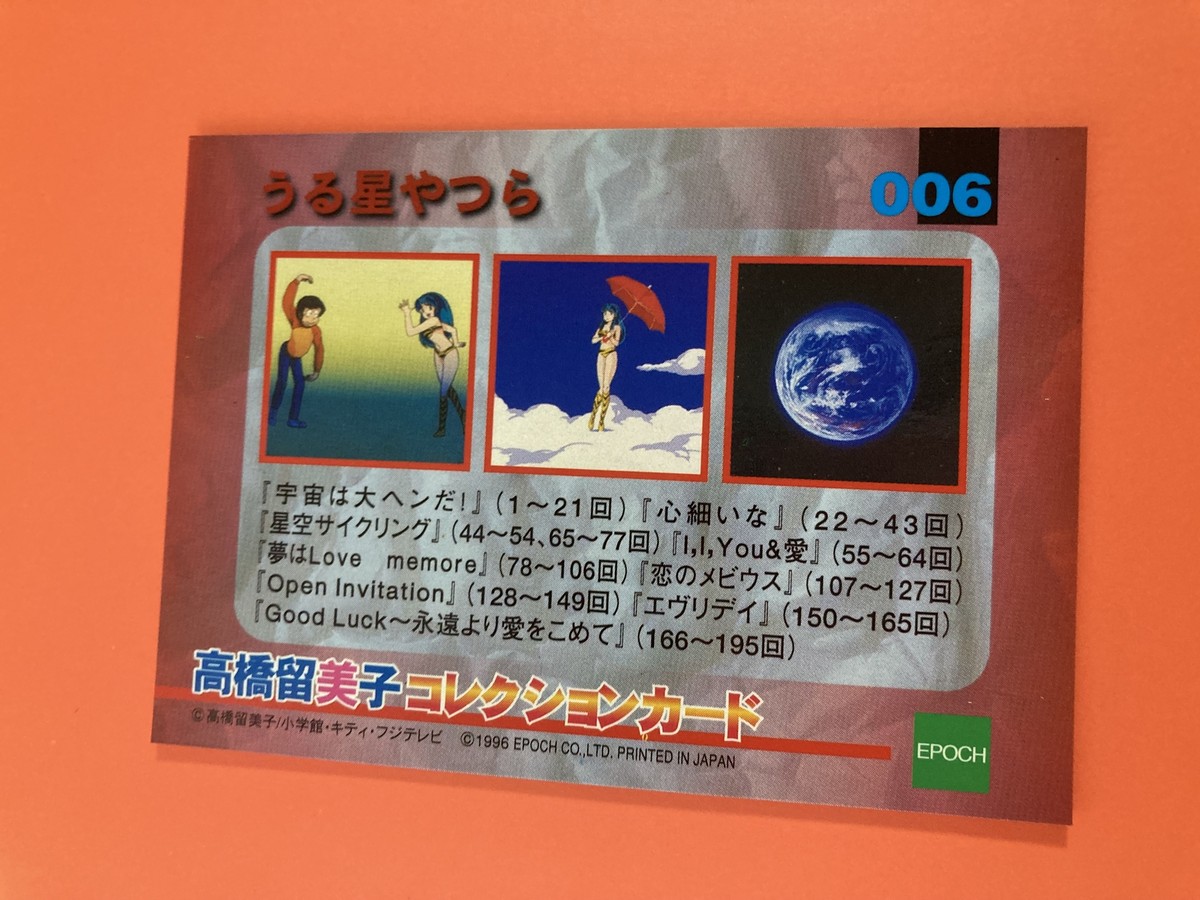 うる星やつら
006
『宇宙は大ヘンだ!』(1〜21回)『心細いな』(22〜43回)
『星空サイクリング』(44〜54、65〜77回)『I,I,You&愛』(55〜64回)
『夢はLove　memore』(78〜106回)『恋のメビウス』(107〜127回)
『Open Invitation』(128〜149回)『エヴリデイ』(150〜165回)
『Good Luck〜永遠より愛をこめて』(166〜195回)
高橋留美子コレクションカード
©高橋留美子/小学館・キティ・フジテレビ ©1996 EPOCH CO.,LTD. PRINTED IN JAPAN
EPOCH